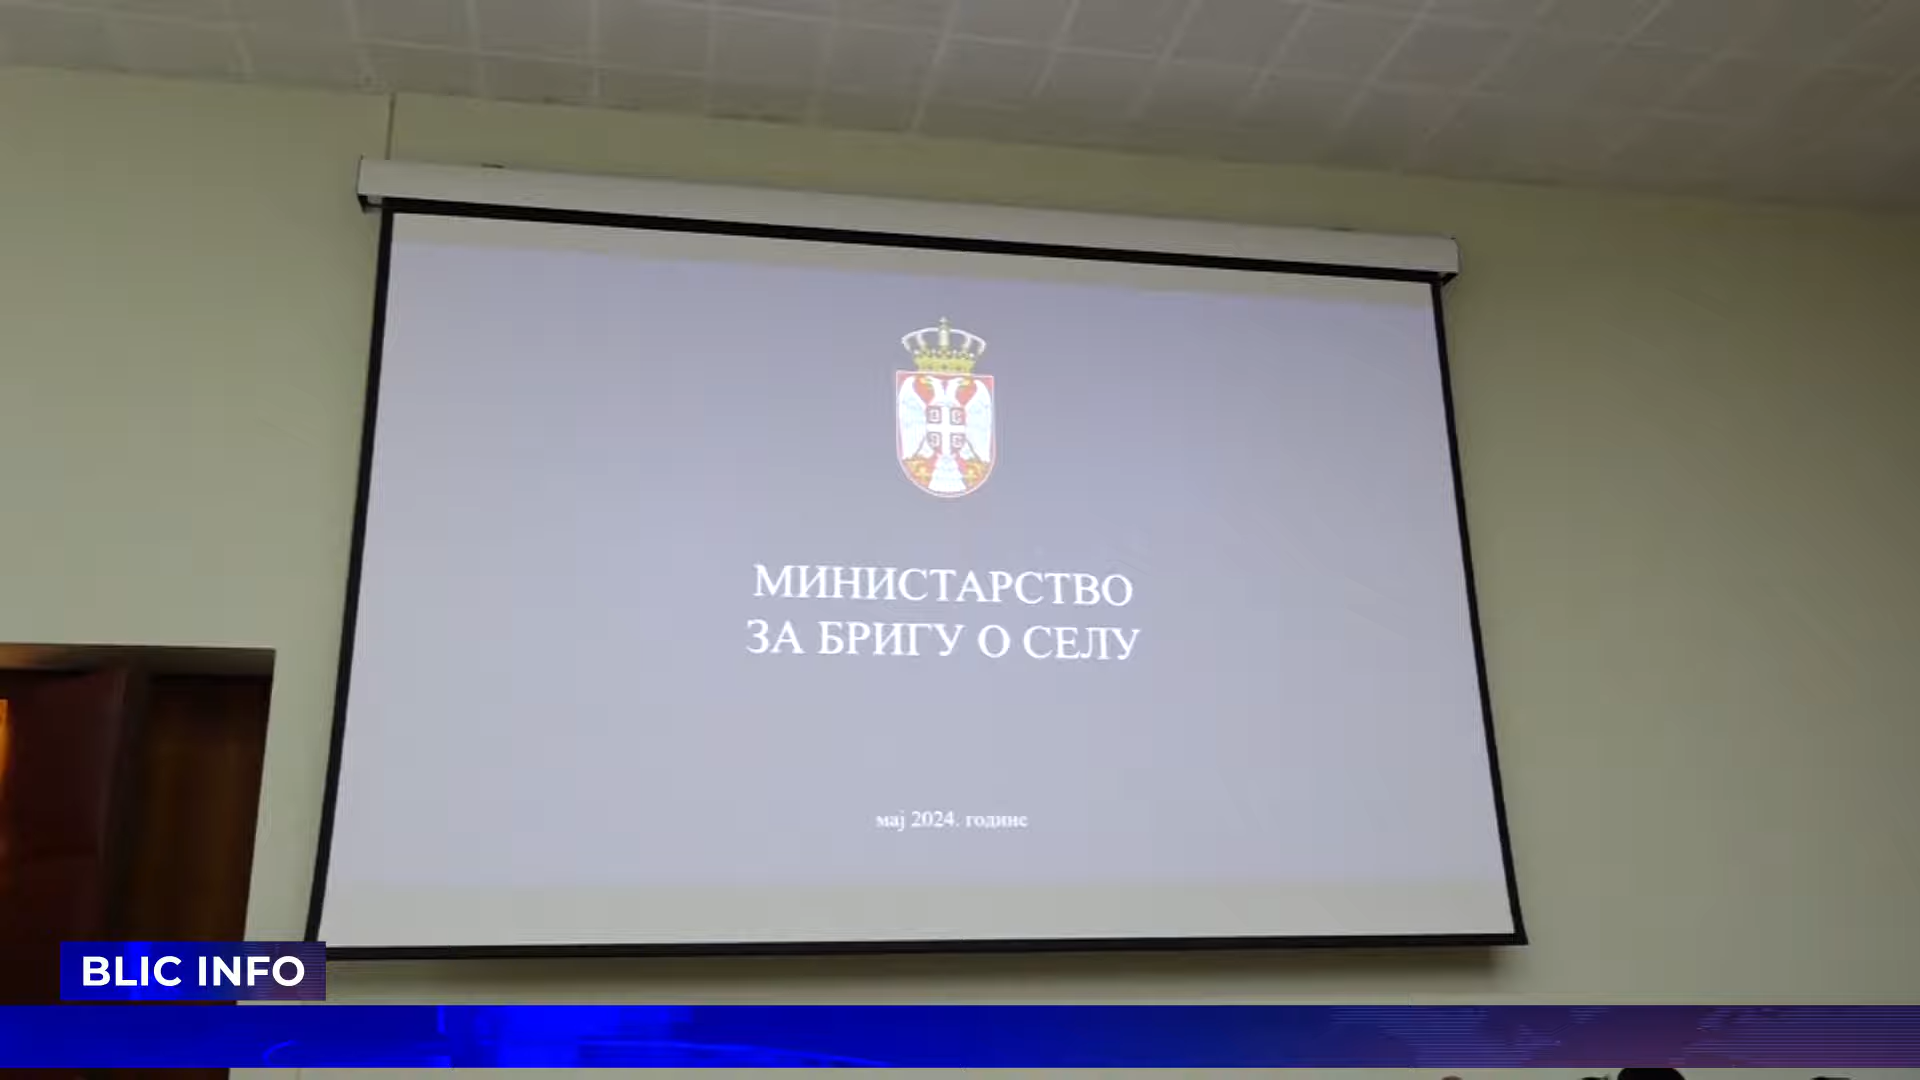 МИНИСТАРСТВО
ЗА БРИГУ О СЕЛУ
мај 2024. године
BLIC INFO